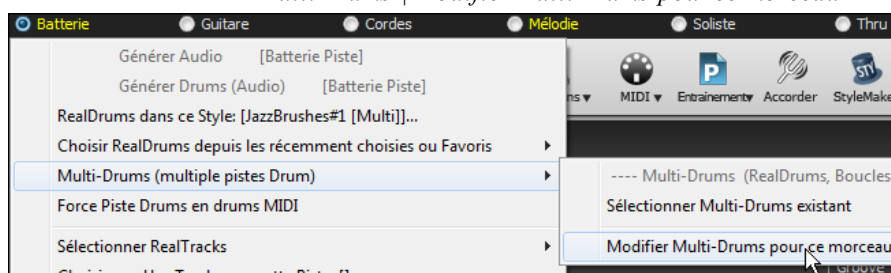 Batterie Guitare Cordes Mélodie Soliste Thru
Générer Audio [Batterie Piste]
Générer Drums (Audio) [Batterie Piste]
RealDrums dans ce Style: [JazzBrushes#1 [Multi]]...
Choisir RealDrums depuis les récemment choisies ou Favoris
Multi-Drums (multiple pistes Drum)
Force Piste Drums en drums MIDI
Sélectionner RealTracks
MIDI Entrainement Accorder StyleMake
---- Multi-Drums (RealDrums, Boucles
Sélectionner Multi-Drums existant
Modifier Multi-Drums pour ce morceau
Groove